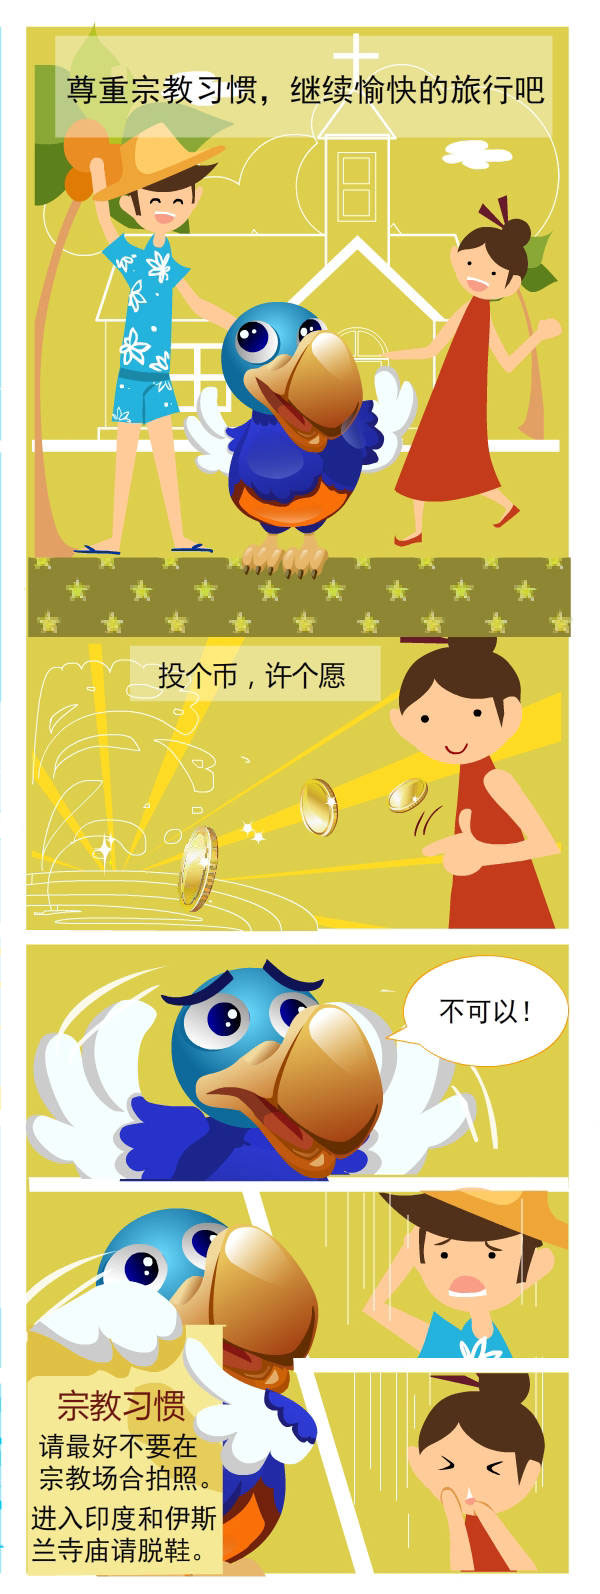 尊重宗教习惯，继续愉快的旅行吧
投个币，许个愿
不可以！
宗教习惯
请最好不要在
宗教场合拍照。
进入印度和伊斯
兰寺庙请脱鞋。